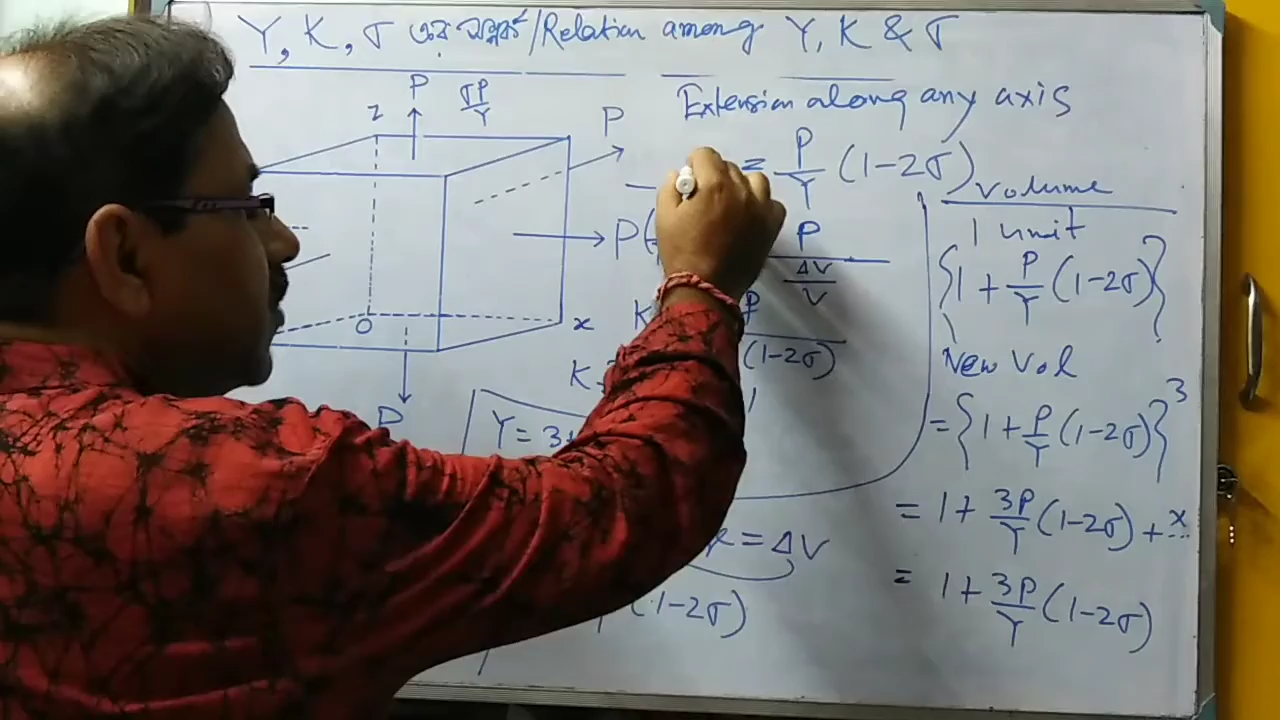 Y, K, σ এর সম্পর্ক /Relation among Y, K & σ
P
σP/Y
z
P
P(
x
O
P
Extension along any axis
= P/Y (1-2σ)
P
ΔV/V
K
P
(1-2σ)
K =
1
Y = 3
x = ΔV
(1-2σ)
Volume
1 unit
{1 + P/Y (1-2σ)}
New Vol
= {1 + P/Y (1-2σ)}³
= 1 + 3P/Y (1-2σ) + x...
= 1 + 3P/Y (1-2σ)